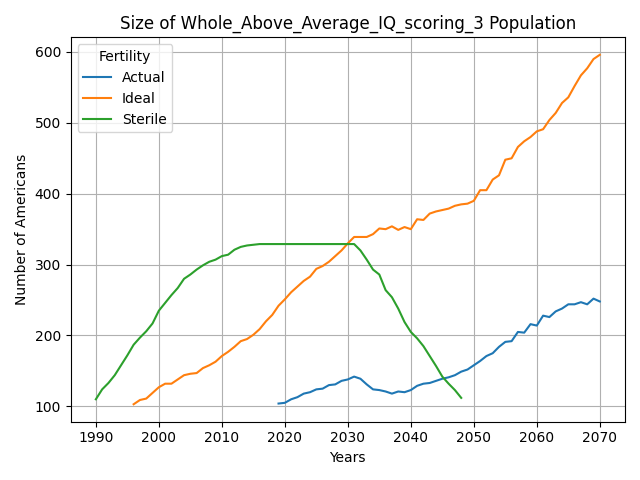 Size of Whole_Above_Average_IQ_scoring_3 Population
Fertility
Actual
Ideal
Sterile
Number of Americans
600
500
400
300
200
100
1990 2000 2010 2020 2030 2040 2050 2060 2070
Years